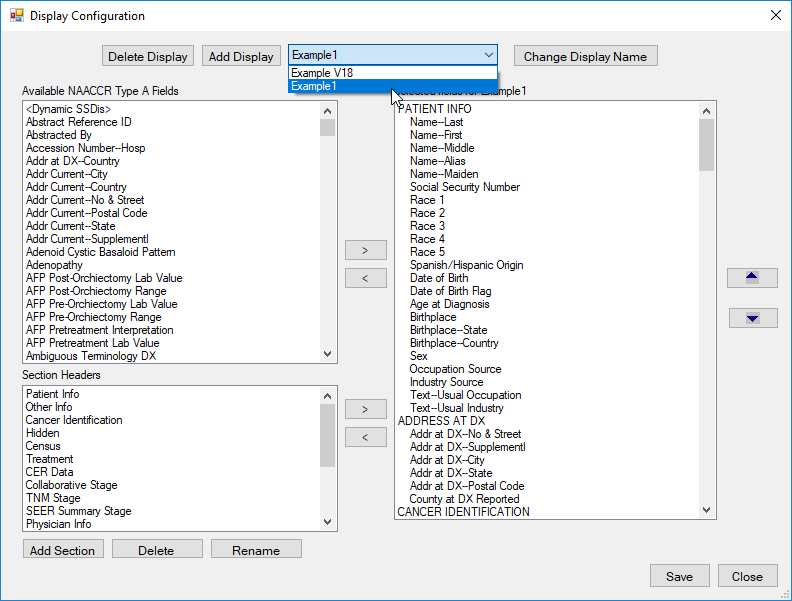 Display Configuration
Delete Display
Add Display
Example1
Change Display Name
Example V18
Example1
Available NAACCR Type A Fields
fields for Example1
<Dynamic SSDis>
Abstract Reference ID
Abstracted By
Accession Number--Hosp
Addr at DX--Country
Addr Current--City
Addr Current--Country
Addr Current--No & Street
Addr Current--Postal Code
Addr Current--State
Addr Current--Supplementl
Adenoid Cystic Basaloid Pattern
Adenopathy
AFP Post-Orchiectomy Lab Value
AFP Post-Orchiectomy Range
AFP Pre-Orchiectomy Lab Value
AFP Pre-Orchiectomy Range
AFP Pretreatment Interpretation
AFP Pretreatment Lab Value
Ambiguous Terminology DX
>
<
PATIENT INFO
Name--Last
Name--First
Name--Middle
Name--Alias
Name--Maiden
Social Security Number
Race 1
Race 2
Race 3
Race 4
Race 5
Spanish/Hispanic Origin
Date of Birth
Date of Birth Flag
Age at Diagnosis
Birthplace
Birthplace--State
Birthplace--Country
Sex
Occupation Source
Industry Source
Text--Usual Occupation
Text--Usual Industry
ADDRESS AT DX
Addr at DX--No & Street
Addr at DX--Supplementl
Addr at DX--City
Addr at DX--State
Addr at DX--Postal Code
County at DX Reported
CANCER IDENTIFICATION
Section Headers
Patient Info
Other Info
Cancer Identification
Hidden
Census
Treatment
CER Data
Collaborative Stage
TNM Stage
SEER Summary Stage
Physician Info
>
<
Add Section
Delete
Rename
Save
Close